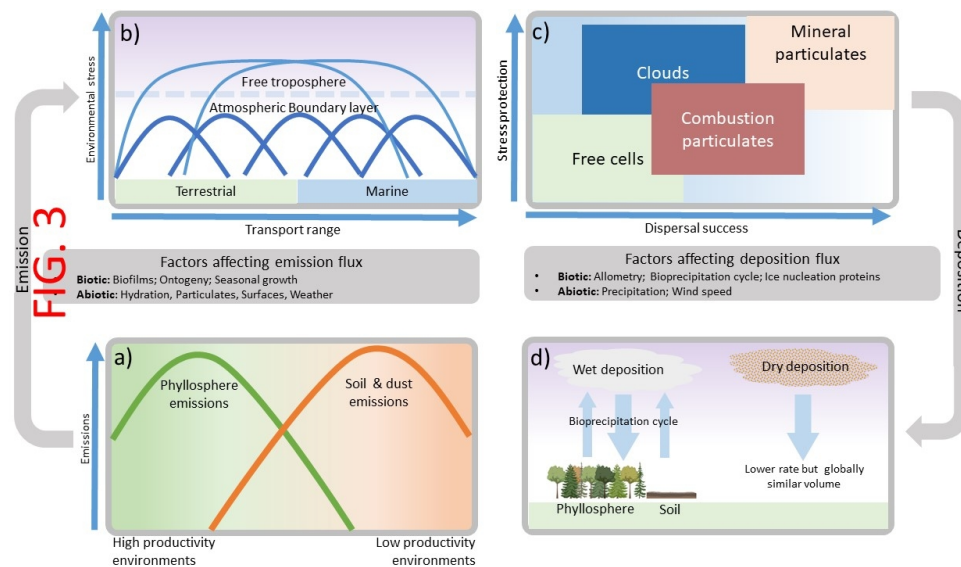 b)
Environmental stress
Free troposphere
Atmospheric Boundary layer
Terrestrial
Marine
Transport range
c)
Stress protection
Mineral
particulates
Clouds
Combustion
particulates
Free cells
Dispersal success
Emission
FIG. 3
Deposition
Factors affecting emission flux
Biotic: Biofilms; Ontogeny; Seasonal growth
Abiotic: Hydration, Particulates, Surfaces, Weather
Factors affecting deposition flux
• Biotic: Allometry; Bioprecipitation cycle; Ice nucleation proteins
• Abiotic: Precipitation; Wind speed
a)
Emissions
Phyllosphere
emissions
Soil & dust
emissions
High productivity
environments
Low productivity
environments
d)
Wet deposition
Dry deposition
Bioprecipitation cycle
Lower rate but globally
similar volume
Phyllosphere
Soil